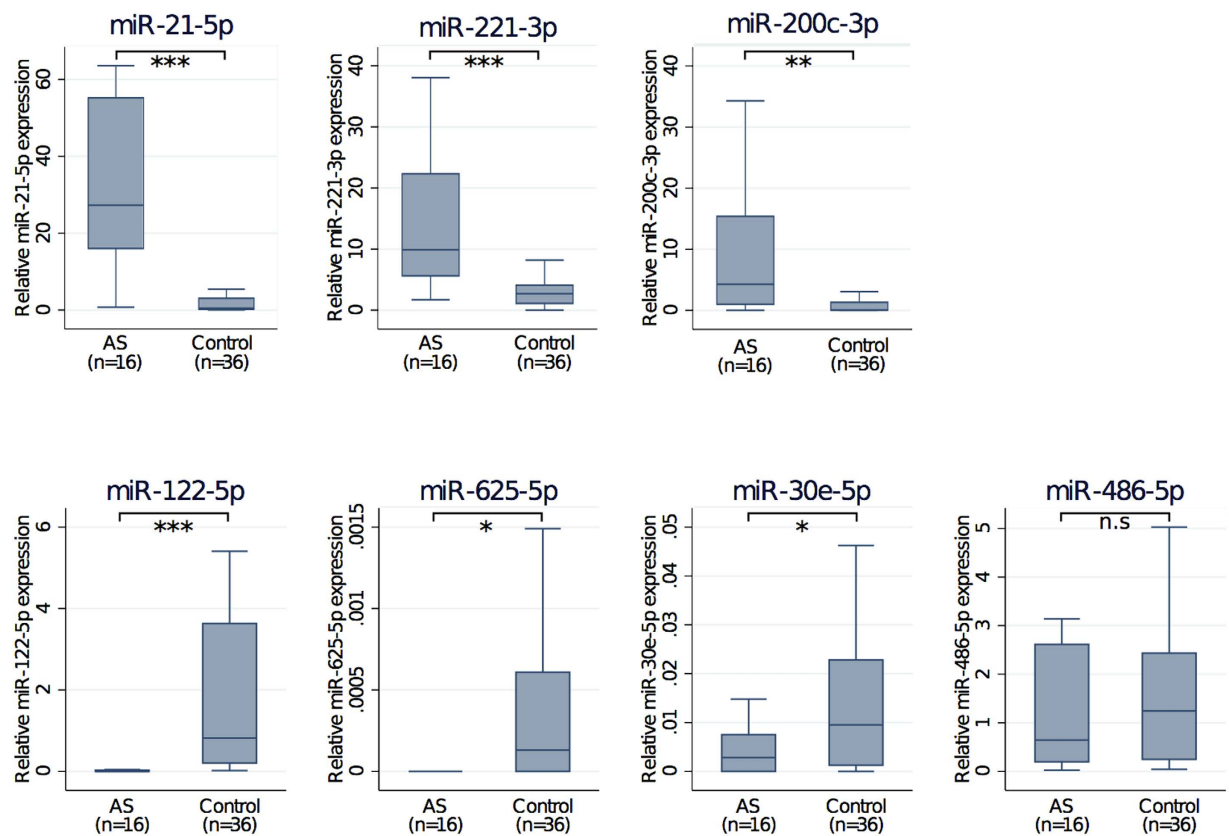 miR-21-5p
***
Relative miR-21-5p expression
60
40
20
0
AS
(n=16)
Control
(n=36)
miR-221-3p
***
Relative miR-221-3p expression
40
30
20
10
0
AS
(n=16)
Control
(n=36)
miR-200c-3p
**
Relative miR-200c-3p expression
40
30
20
10
0
AS
(n=16)
Control
(n=36)
miR-122-5p
***
Relative miR-122-5p expression
6
4
2
0
AS
(n=16)
Control
(n=36)
miR-625-5p
*
Relative miR-625-5p expression
.0015
.001
.0005
0
AS
(n=16)
Control
(n=36)
miR-30e-5p
*
Relative miR-30e-5p expression
.05
.04
.03
.02
.01
0
AS
(n=16)
Control
(n=36)
miR-486-5p
n.s
Relative miR-486-5p expression
5
4
3
2
1
0
AS
(n=16)
Control
(n=36)